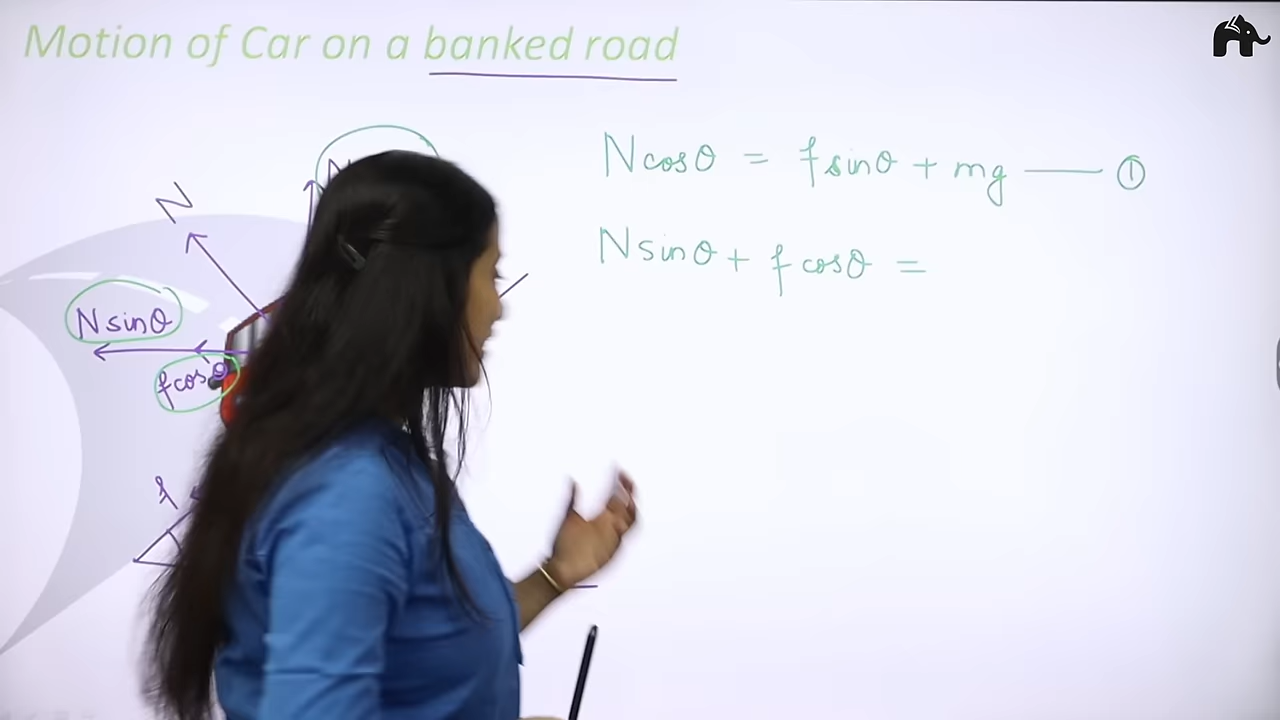 Motion of Car on a banked road
Ncosθ = fsinθ + mg —— ①
Nsinθ + fcosθ =
N
N
Nsinθ
fcosθ
f